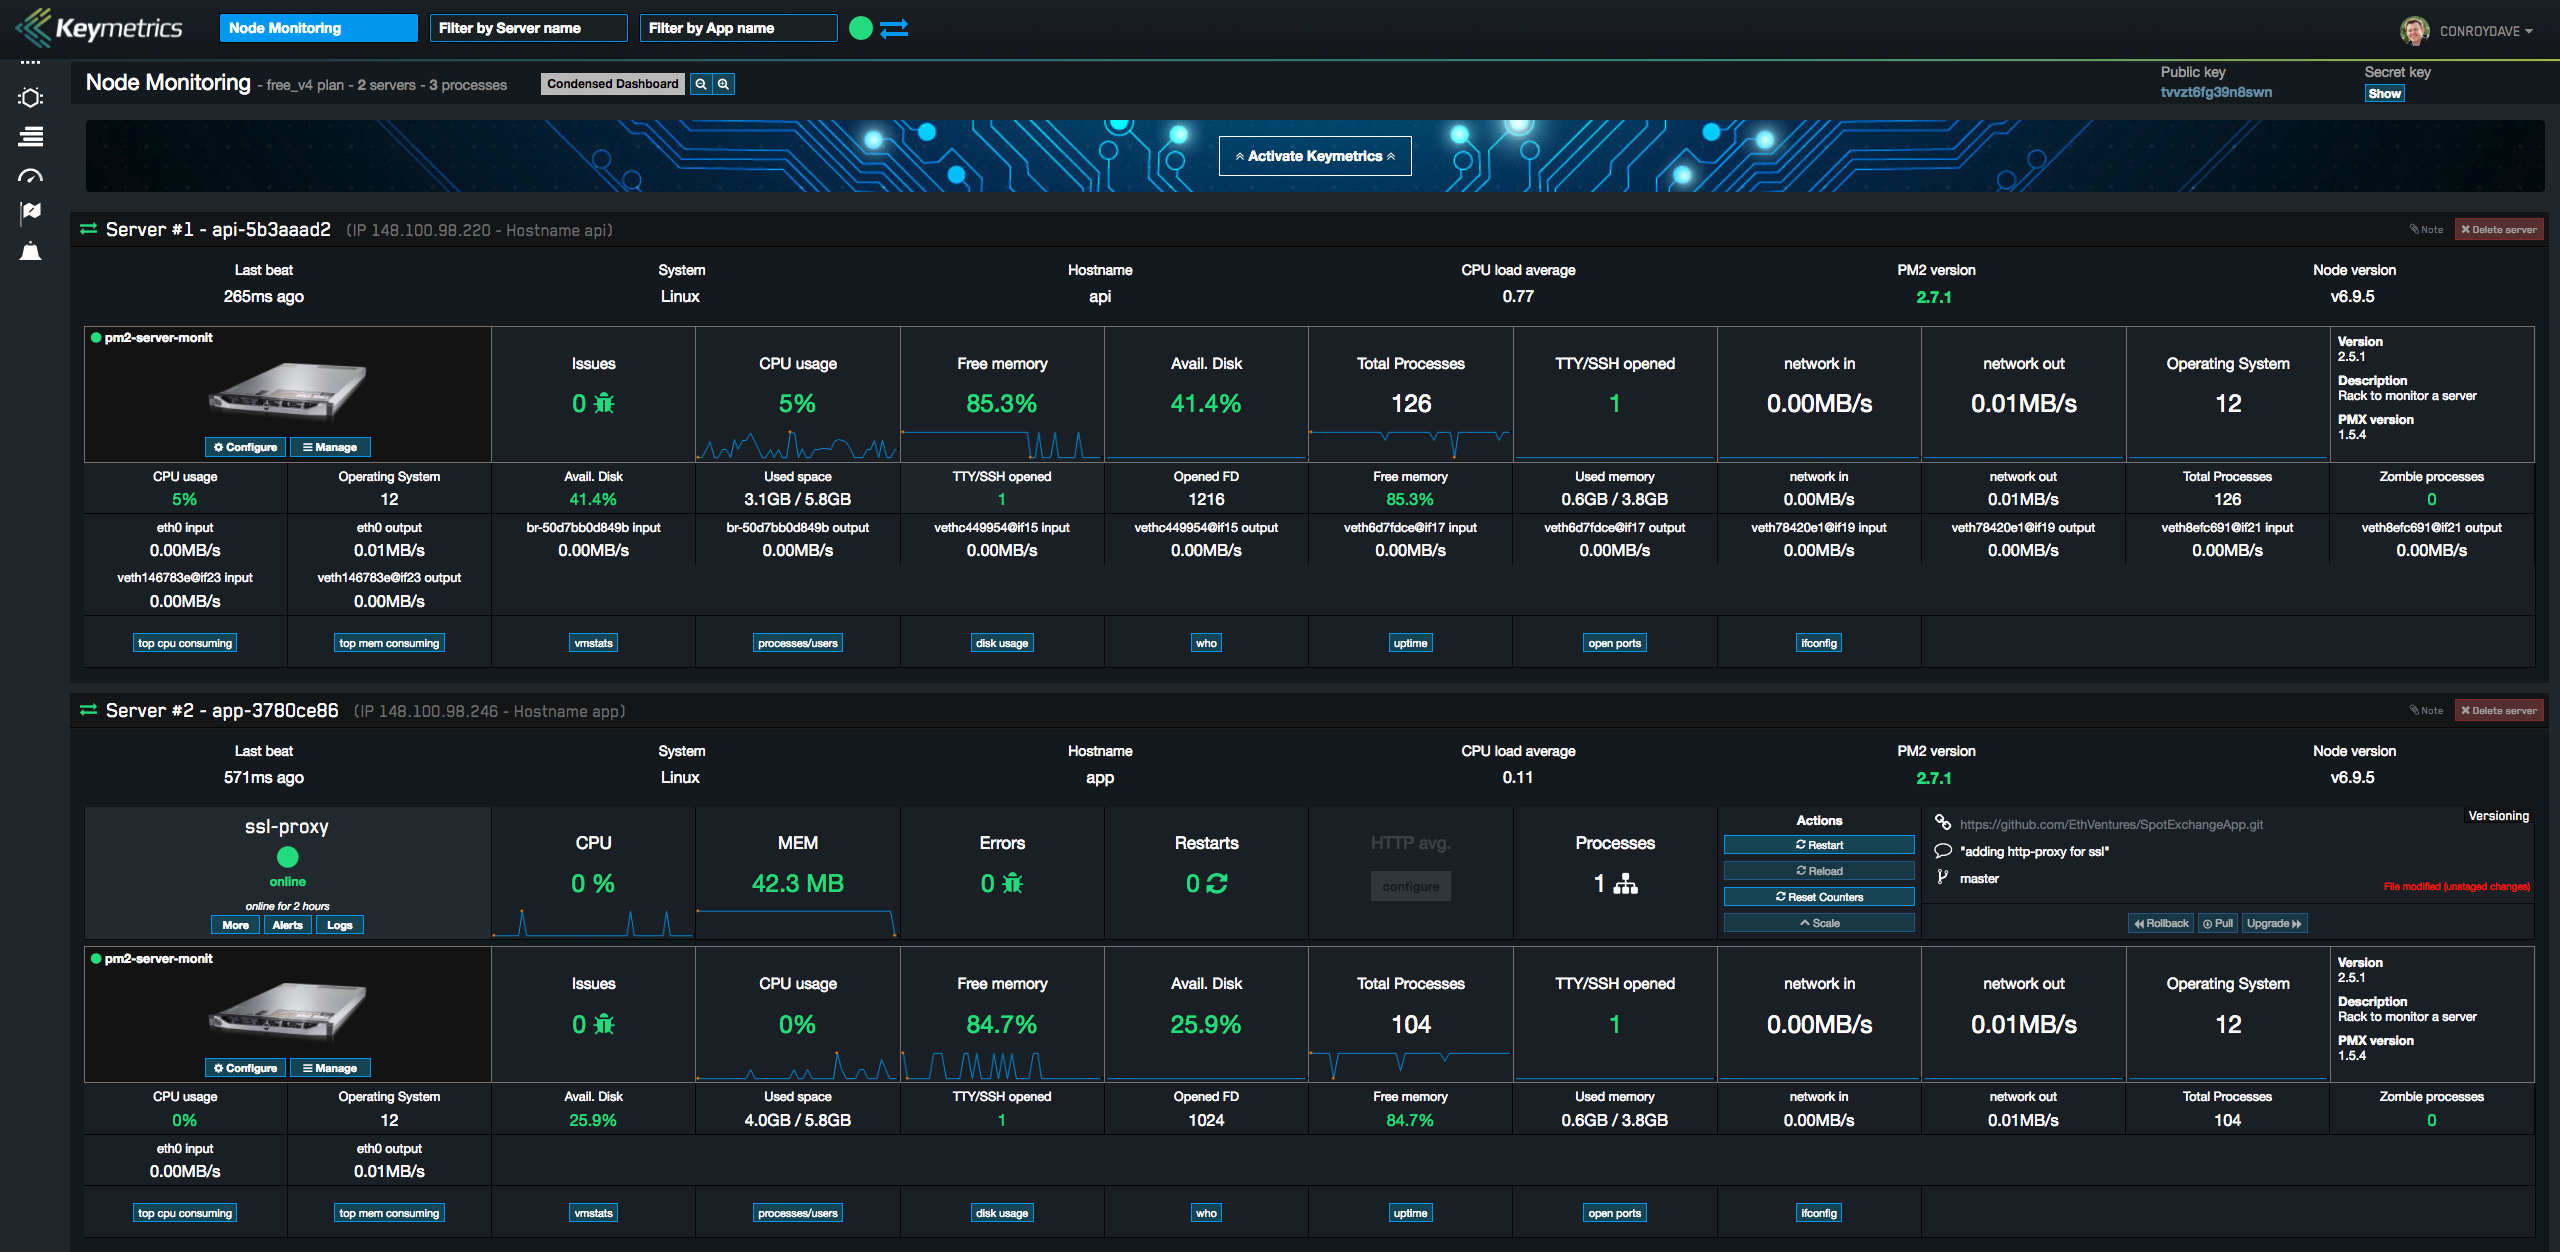 Keymetrics
Node Monitoring
Filter by Server name
Filter by App name
CONROYDAVE
Node Monitoring - free_v4 plan - 2 servers - 3 processes
Condensed Dashboard
Public key
tvvzt6fg39n8swn
Secret key
Show
Activate Keymetrics
Server #1 - api-5b3aaad2 (IP 148.100.98.220 - Hostname api)
Note
Delete server
Last beat System Hostname CPU load average PM2 version Node version
265ms ago Linux api 0.77 2.7.1 v6.9.5
pm2-server-monit
Configure Manage
Issues CPU usage Free memory Avail. Disk Total Processes TTY/SSH opened network in network out Operating System
0 5% 85.3% 41.4% 126 1 0.00MB/s 0.01MB/s 12
Version
2.5.1
Description
Rack to monitor a server
PMX version
1.5.4
CPU usage Operating System Avail. Disk Used space TTY/SSH opened Opened FD Free memory Used memory network in network out Total Processes Zombie processes
5% 12 41.4% 3.1GB / 5.8GB 1 1216 85.3% 0.6GB / 3.8GB 0.00MB/s 0.01MB/s 126 0
eth0 input eth0 output br-50d7bb0d849b input br-50d7bb0d849b output vethc449954@if15 input vethc449954@if15 output veth6d7fdce@if17 input veth6d7fdce@if17 output veth78420e1@if19 input veth78420e1@if19 output veth8efc691@if21 input veth8efc691@if21 output
0.00MB/s 0.01MB/s 0.00MB/s 0.00MB/s 0.00MB/s 0.00MB/s 0.00MB/s 0.00MB/s 0.00MB/s 0.00MB/s 0.00MB/s 0.00MB/s
veth146783e@if23 input veth146783e@if23 output
0.00MB/s 0.00MB/s
top cpu consuming top mem consuming vmstats processes/users disk usage who uptime open ports ifconfig
Server #2 - app-3780ce86 (IP 148.100.98.246 - Hostname app)
Note
Delete server
Last beat System Hostname CPU load average PM2 version Node version
571ms ago Linux app 0.11 2.7.1 v6.9.5
ssl-proxy
online
online for 2 hours
More Alerts Logs
CPU MEM Errors Restarts HTTP avg. Processes
0 % 42.3 MB 0 0 configure 1
Actions
Restart
Reload
Reset Counters
Scale
Versioning
https://github.com/EthVentures/SpotExchangeApp.git
"adding http-proxy for ssl"
master
File modified (unstaged changes)
Rollback Pull Upgrade
pm2-server-monit
Configure Manage
Issues CPU usage Free memory Avail. Disk Total Processes TTY/SSH opened network in network out Operating System
0 0% 84.7% 25.9% 104 1 0.00MB/s 0.01MB/s 12
Version
2.5.1
Description
Rack to monitor a server
PMX version
1.5.4
CPU usage Operating System Avail. Disk Used space TTY/SSH opened Opened FD Free memory Used memory network in network out Total Processes Zombie processes
0% 12 25.9% 4.0GB / 5.8GB 1 1024 84.7% 0.6GB / 3.8GB 0.00MB/s 0.01MB/s 104 0
eth0 input eth0 output
0.00MB/s 0.01MB/s
top cpu consuming top mem consuming vmstats processes/users disk usage who uptime open ports ifconfig